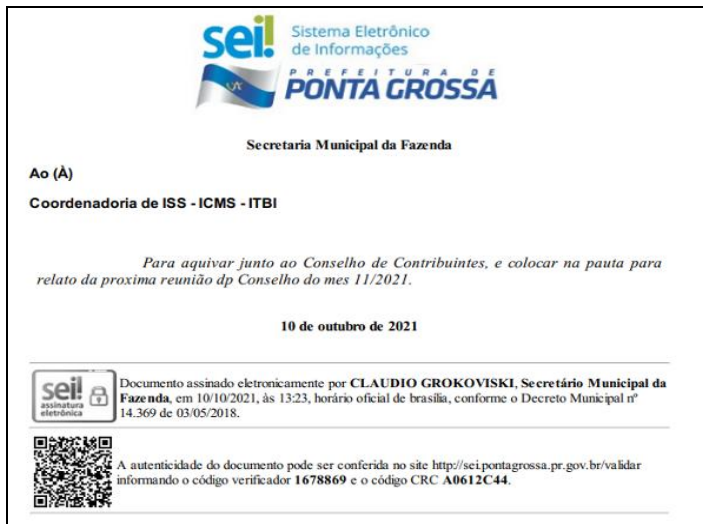 sei!
Sistema Eletrônico
de Informações
PREFEITURA DE
PONTA GROSSA
Secretaria Municipal da Fazenda
Ao (À)
Coordenadoria de ISS - ICMS - ITBI
Para aquivar junto ao Conselho de Contribuintes, e colocar na pauta para
relato da proxima reunião dp Conselho do mes 11/2021.
10 de outubro de 2021
sei!
assinatura
eletrônica
Documento assinado eletronicamente por CLAUDIO GROKOVISKI, Secretário Municipal da
Fazenda, em 10/10/2021, às 13:23, horário oficial de brasília, conforme o Decreto Municipal nº
14.369 de 03/05/2018.
A autenticidade do documento pode ser conferida no site http://sei.pontagrossa.pr.gov.br/validar
informando o código verificador 1678869 e o código CRC A0612C44.